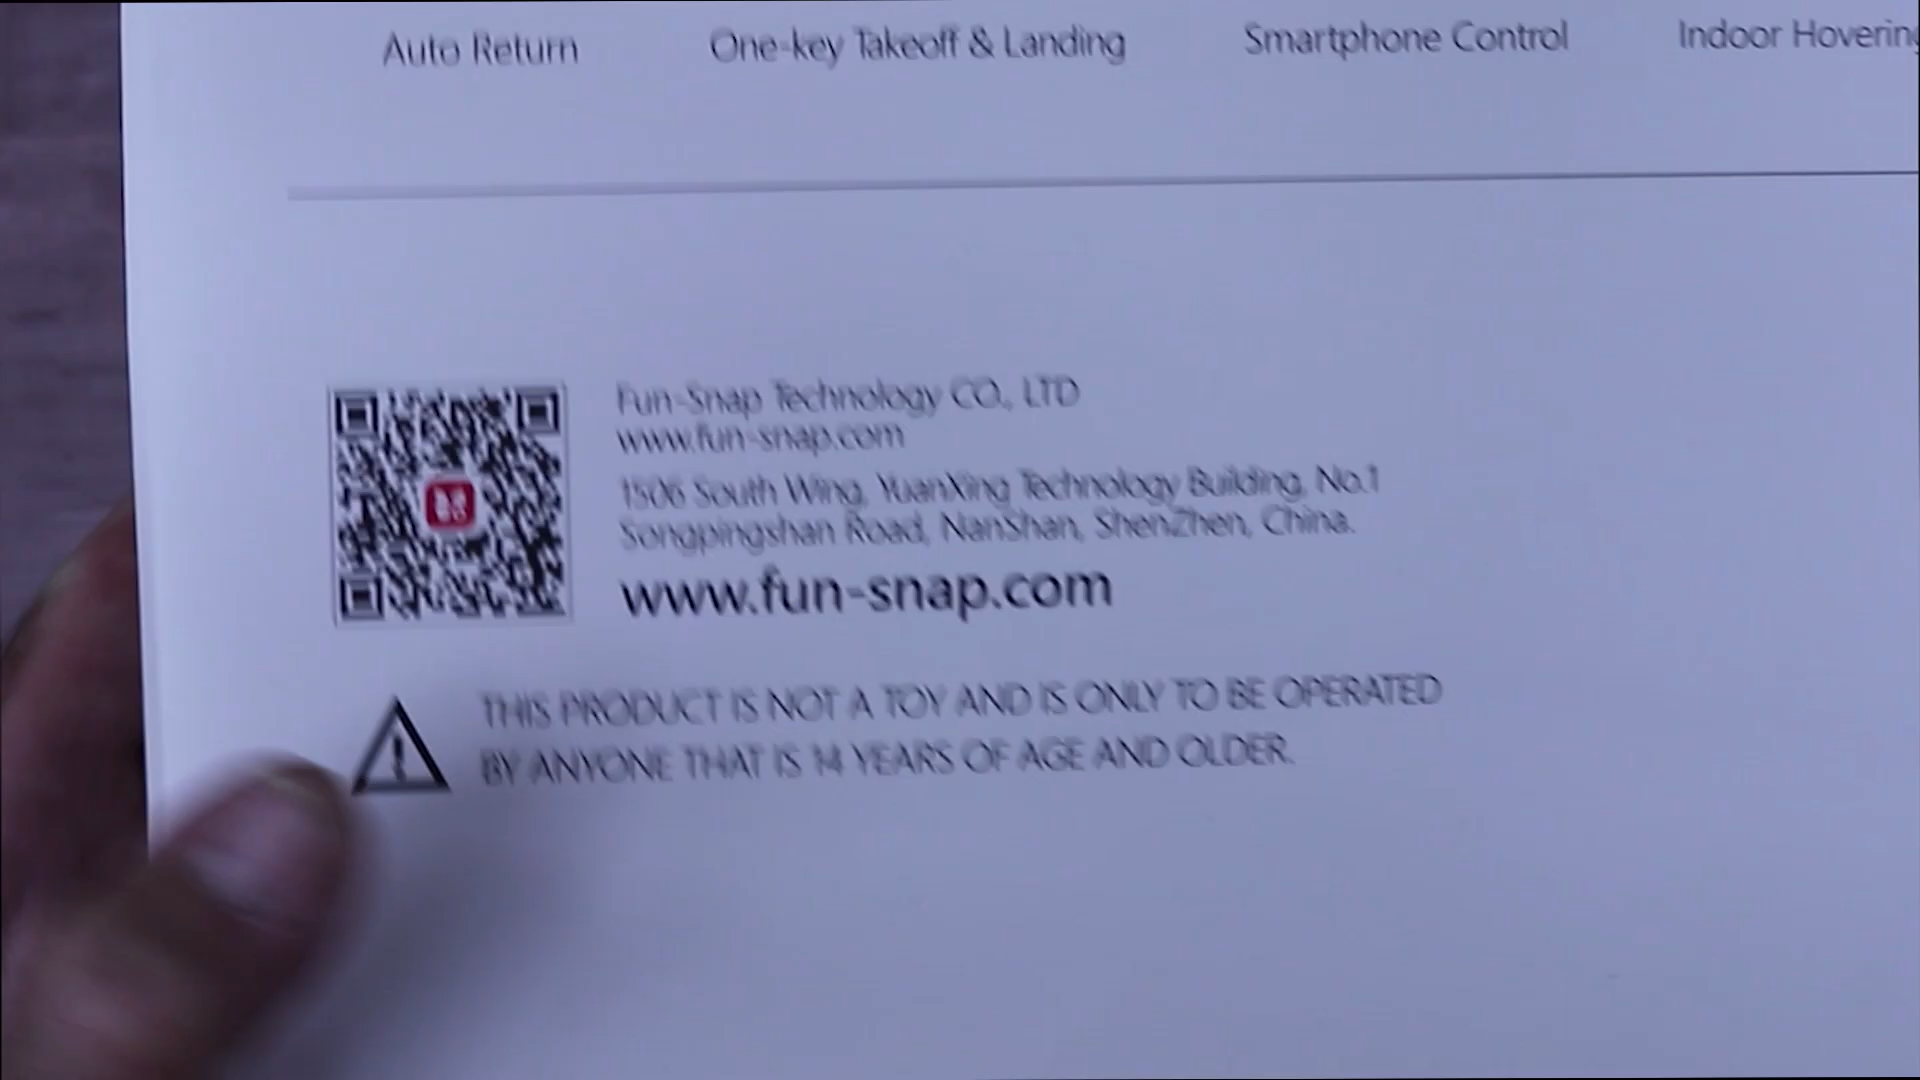 Auto Return One-key Takeoff & Landing Smartphone Control Indoor Hovering
Fun-Snap Technology CO., LTD
www.fun-snap.com
1506 South Wing, YuanXing Technology Building, No.1
Songpingshan Road, NanShan, ShenZhen, China.
www.fun-snap.com
THIS PRODUCT IS NOT A TOY AND IS ONLY TO BE OPERATED
BY ANYONE THAT IS 14 YEARS OF AGE AND OLDER.